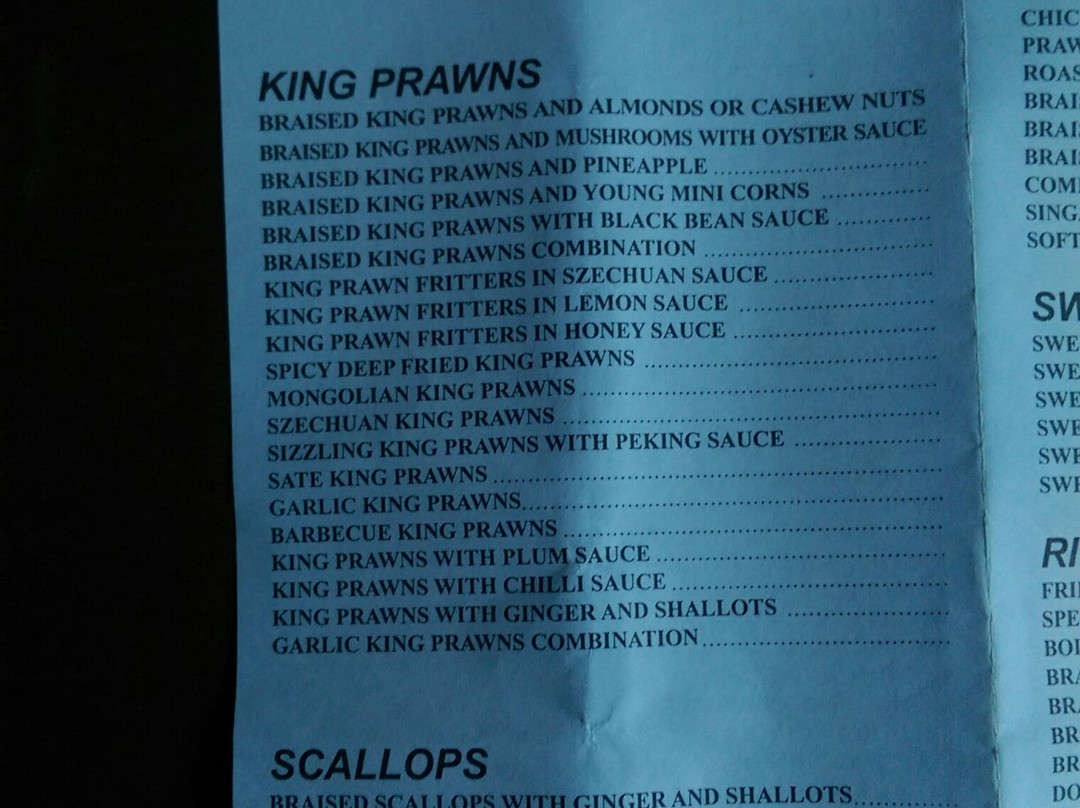 KING PRAWNS
BRAISED KING PRAWNS AND ALMONDS OR CASHEW NUTS
BRAISED KING PRAWNS AND MUSHROOMS WITH OYSTER SAUCE
BRAISED KING PRAWNS AND PINEAPPLE
BRAISED KING PRAWNS AND YOUNG MINI CORNS
BRAISED KING PRAWNS WITH BLACK BEAN SAUCE
BRAISED KING PRAWNS COMBINATION
KING PRAWN FRITTERS IN SZECHUAN SAUCE
KING PRAWN FRITTERS IN LEMON SAUCE
KING PRAWN FRITTERS IN HONEY SAUCE
SPICY DEEP FRIED KING PRAWNS
MONGOLIAN KING PRAWNS
SZECHUAN KING PRAWNS
SIZZLING KING PRAWNS WITH PEKING SAUCE
SATE KING PRAWNS
GARLIC KING PRAWNS
BARBECUE KING PRAWNS
KING PRAWNS WITH PLUM SAUCE
KING PRAWNS WITH CHILLI SAUCE
KING PRAWNS WITH GINGER AND SHALLOTS
GARLIC KING PRAWNS COMBINATION
SCALLOPS
BRAISED SCALLOPS WITH GINGER AND SHALLOTS